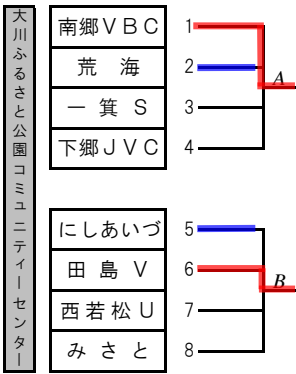 大川ふるさと公園コミュニティーセンター
南郷ＶＢＣ 1
荒海 2
A
一箕Ｓ 3
下郷ＪＶＣ 4
にしあいづ 5
田島Ｖ 6
B
西若松Ｕ 7
みさと 8